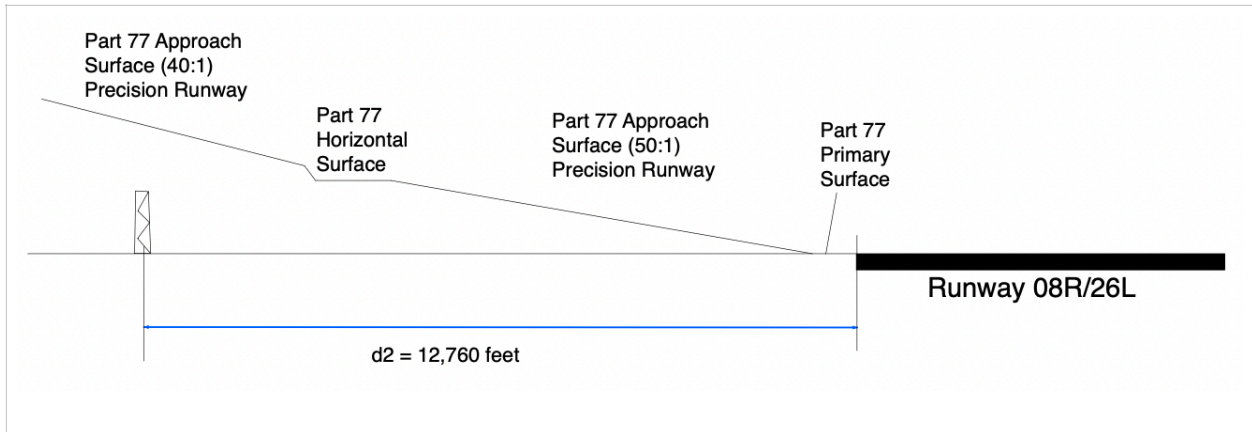 Part 77 Approach
Surface (40:1)
Precision Runway
Part 77
Horizontal
Surface
Part 77 Approach
Surface (50:1)
Precision Runway
Part 77
Primary
Surface
Runway 08R/26L
d2 = 12,760 feet